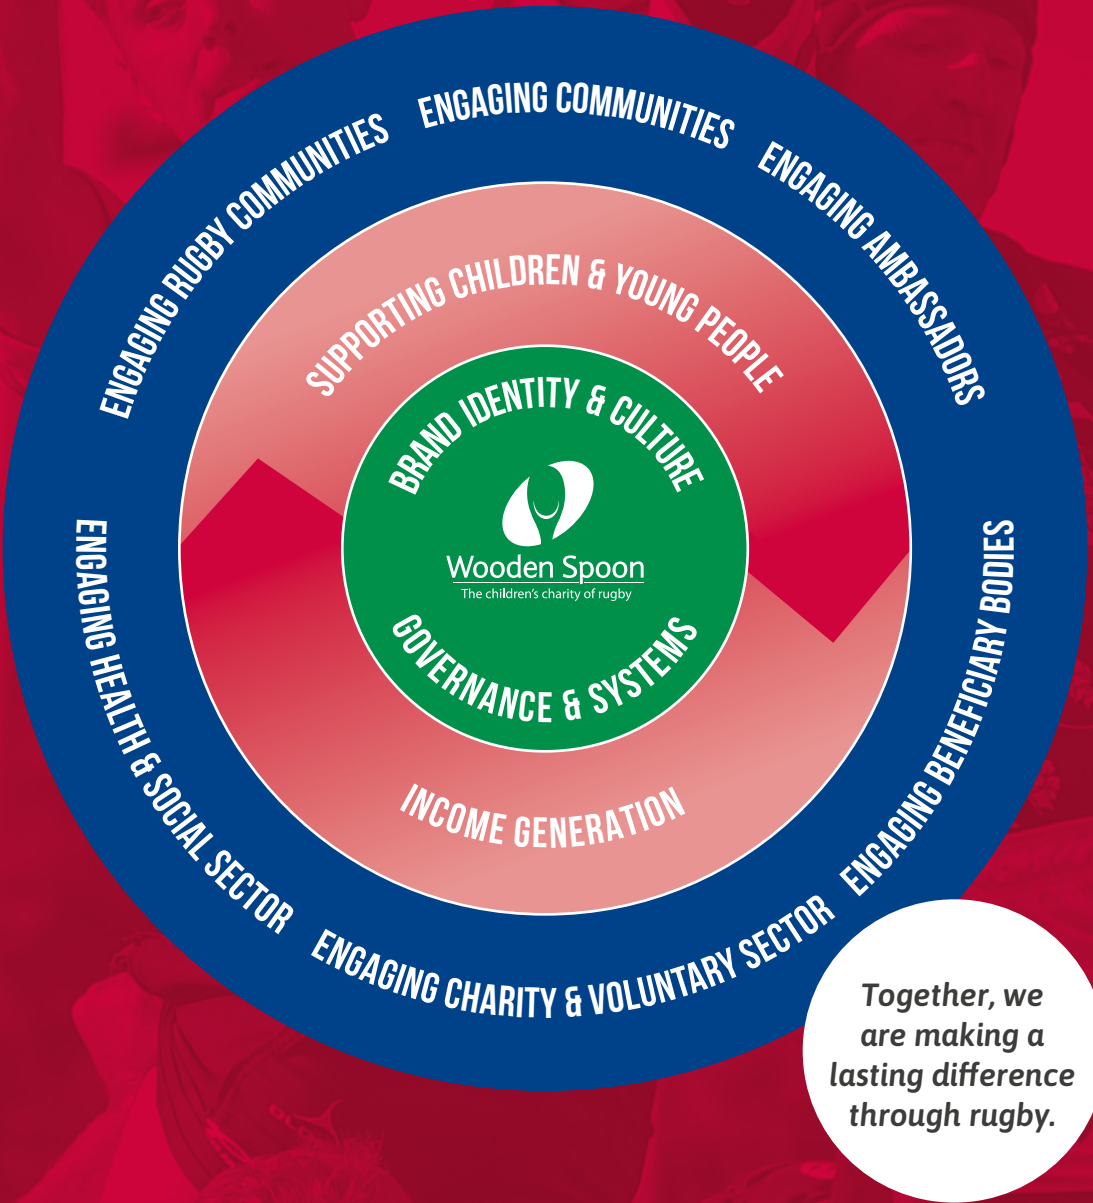 ENGAGING RUGBY COMMUNITIES
ENGAGING COMMUNITIES
ENGAGING AMBASSADORS
SUPPORTING CHILDREN & YOUNG PEOPLE
BRAND IDENTITY & CULTURE
Wooden Spoon
The children's charity of rugby
GOVERNANCE & SYSTEMS
INCOME GENERATION
ENGAGING HEALTH & SOCIAL SECTOR
ENGAGING CHARITY & VOLUNTARY SECTOR
ENGAGING BENEFICIARY BODIES
Together, we
are making a
lasting difference
through rugby.